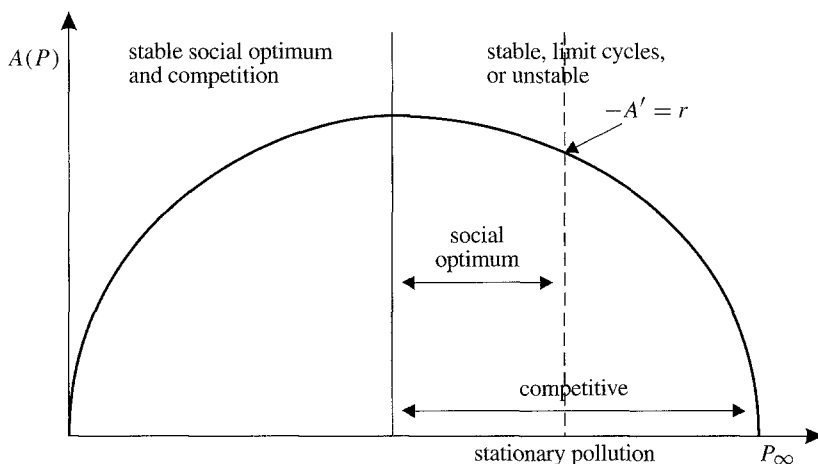 A(P)
stable social optimum
and competition
stable, limit cycles,
or unstable
−A′ = r
social
optimum
competitive
stationary pollution
P∞